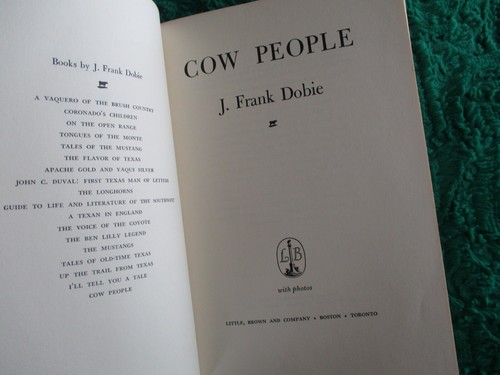 Books by J. Frank Dobie
A VAQUERO OF THE BRUSH COUNTRY
CORONADO'S CHILDREN
ON THE OPEN RANGE
TONGUES OF THE MONTE
TALES OF THE MUSTANG
THE FLAVOR OF TEXAS
APACHE GOLD AND YAQUI SILVER
JOHN C. DUVAL: FIRST TEXAS MAN OF LETTERS
THE LONGHORNS
GUIDE TO LIFE AND LITERATURE OF THE SOUTHWEST
A TEXAN IN ENGLAND
THE VOICE OF THE COYOTE
THE BEN LILLY LEGEND
THE MUSTANGS
TALES OF OLD-TIME TEXAS
UP THE TRAIL FROM TEXAS
I'LL TELL YOU A TALE
COW PEOPLE
COW PEOPLE
J. Frank Dobie
L B
with photos
LITTLE, BROWN AND COMPANY • BOSTON • TORONTO